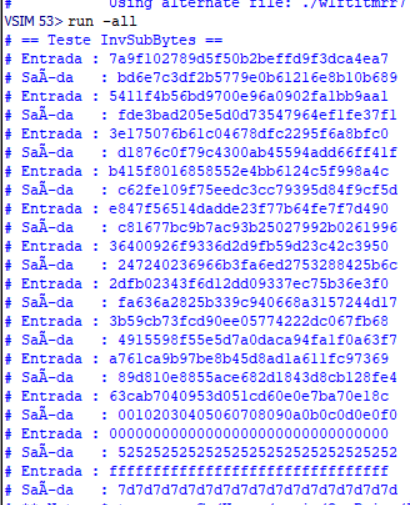 # Using alternate file: ./wlftitmrr7
VSIM 53> run -all
# == Teste InvSubBytes ==
# Entrada : 7a9f102789d5f50b2beffd9f3dca4ea7
# SaÃ-da  : bd6e7c3df2b5779e0b61216e8b10b689
# Entrada : 5411f4b56bd9700e96a0902fa1bb9aa1
# SaÃ-da  : fde3bad205e5d0d73547964ef1fe37f1
# Entrada : 3e175076b61c04678dfc2295f6a8bfc0
# SaÃ-da  : d1876c0f79c4300ab45594add66ff41f
# Entrada : b415f8016858552e4bb6124c5f998a4c
# SaÃ-da  : c62fe109f75eedc3cc79395d84f9cf5d
# Entrada : e847f56514dadde23f77b64fe7f7d490
# SaÃ-da  : c81677bc9b7ac93b25027992b0261996
# Entrada : 36400926f9336d2d9fb59d23c42c3950
# SaÃ-da  : 247240236966b3fa6ed2753288425b6c
# Entrada : 2dfb02343f6d12dd09337ec75b36e3f0
# SaÃ-da  : fa636a2825b339c940668a3157244d17
# Entrada : 3b59cb73fcd90ee05774222dc067fb68
# SaÃ-da  : 4915598f55e5d7a0daca94fa1f0a63f7
# Entrada : a761ca9b97be8b45d8ad1a611fc97369
# SaÃ-da  : 89d810e8855ace682d1843d8cb128fe4
# Entrada : 63cab7040953d051cd60e0e7ba70e18c
# SaÃ-da  : 00102030405060708090a0b0c0d0e0f0
# Entrada : 00000000000000000000000000000000
# SaÃ-da  : 52525252525252525252525252525252
# Entrada : ffffffffffffffffffffffffffffffff
# SaÃ-da  : 7d7d7d7d7d7d7d7d7d7d7d7d7d7d7d7d